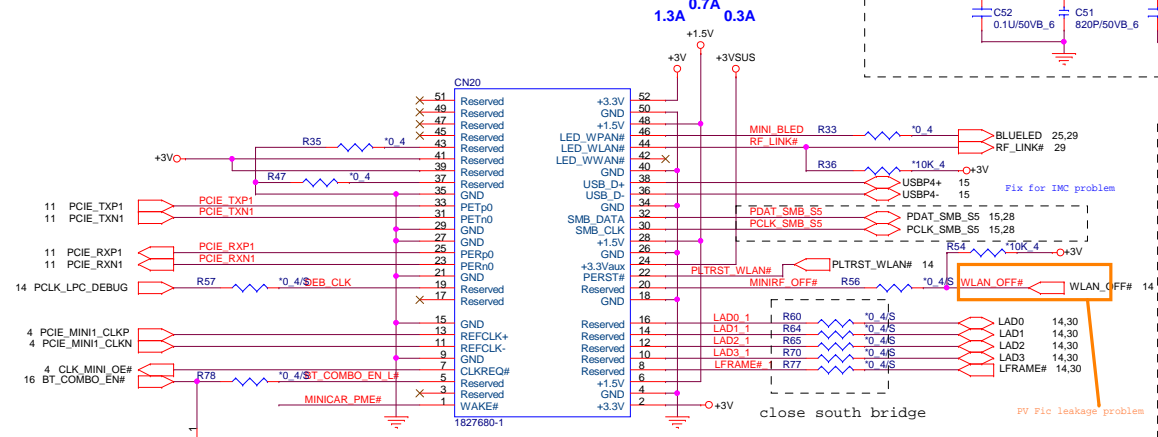 0.7A
1.3A 0.3A
C52
0.1U/50VB_6
C51
820P/50VB_6
+1.5V
+3V
+3VSUS
CN20
51 Reserved +3.3V 52
49 Reserved GND 50
47 Reserved +1.5V 48
45 Reserved LED_WPAN# 46 MINI_BLED R33 *0_4 BLUELED 25,29
R35 *0_4 43 Reserved LED_WLAN# 44 RF_LINK# RF_LINK# 29
+3V 41 Reserved LED_WWAN# 42
39 Reserved GND 40 R36 *10K_4 +3V
R47 *0_4 37 Reserved USB_D+ 38 USBP4+ 15
35 GND USB_D- 36 USBP4- 15
Fix for IMC problem
11 PCIE_TXP1 PCIE_TXP1 33 PETp0 GND 34
11 PCIE_TXN1 PCIE_TXN1 31 PETn0 SMB_DATA 32 PDAT_SMB_S5 PDAT_SMB_S5 15,28
29 GND SMB_CLK 30 PCLK_SMB_S5 PCLK_SMB_S5 15,28
27 GND +1.5V 28
11 PCIE_RXP1 PCIE_RXP1 25 PERp0 GND 26 R54 *10K_4 +3V
11 PCIE_RXN1 PCIE_RXN1 23 PERn0 +3.3Vaux 24 PLTRST_WLAN# 14
21 GND PERST# 22 PLTRST_WLAN#
14 PCLK_LPC_DEBUG R57 *0_4/S DEB_CLK 19 Reserved Reserved 20 MINIRF_OFF# R56 *0_4/S WLAN_OFF# WLAN_OFF# 14
17 Reserved GND 18
4 PCIE_MINI1_CLKP 15 GND Reserved 16 LAD0_1 R60 *0_4/S LAD0 14,30
4 PCIE_MINI1_CLKN 13 REFCLK+ Reserved 14 LAD1_1 R64 *0_4/S LAD1 14,30
11 REFCLK- Reserved 12 LAD2_1 R65 *0_4/S LAD2 14,30
9 GND Reserved 10 LAD3_1 R70 *0_4/S LAD3 14,30
4 CLK_MINI_OE# 7 CLKREQ# Reserved 8 LFRAME#_1 R77 *0_4/S LFRAME# 14,30
16 BT_COMBO_EN# R78 *0_4/S BT_COMBO_EN_L# 5 Reserved +1.5V 6
3 Reserved GND 4
MINICAR_PME# 1 WAKE# +3.3V 2 +3V
1827680-1
close south bridge
PV Fic leakage problem
1